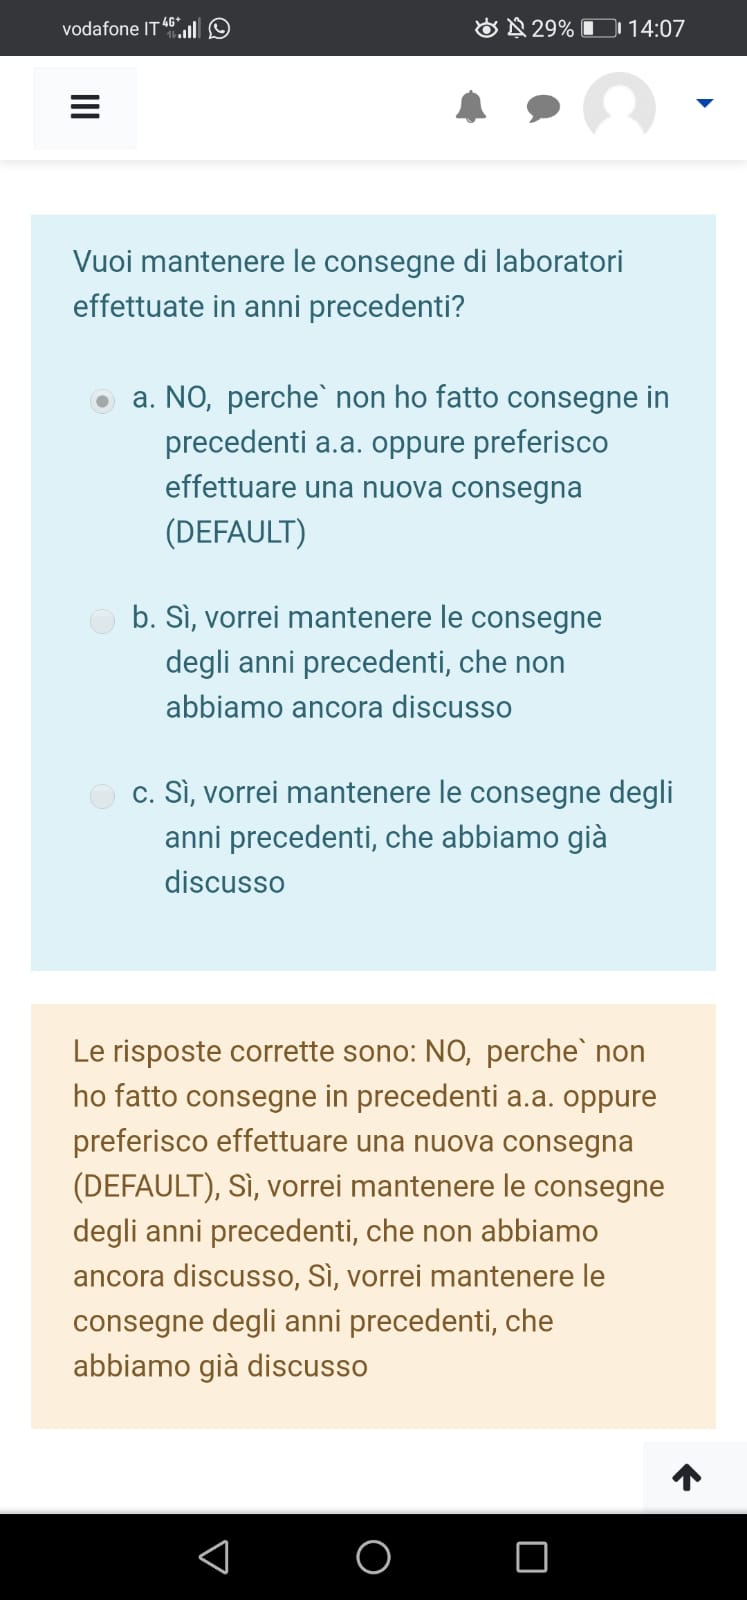 vodafone IT 4G+ 29% 14:07
Vuoi mantenere le consegne di laboratori
effettuate in anni precedenti?
a. NO,  perche` non ho fatto consegne in
precedenti a.a. oppure preferisco
effettuare una nuova consegna
(DEFAULT)
b. Sì, vorrei mantenere le consegne
degli anni precedenti, che non
abbiamo ancora discusso
c. Sì, vorrei mantenere le consegne degli
anni precedenti, che abbiamo già
discusso
Le risposte corrette sono: NO,  perche` non
ho fatto consegne in precedenti a.a. oppure
preferisco effettuare una nuova consegna
(DEFAULT), Sì, vorrei mantenere le consegne
degli anni precedenti, che non abbiamo
ancora discusso, Sì, vorrei mantenere le
consegne degli anni precedenti, che
abbiamo già discusso